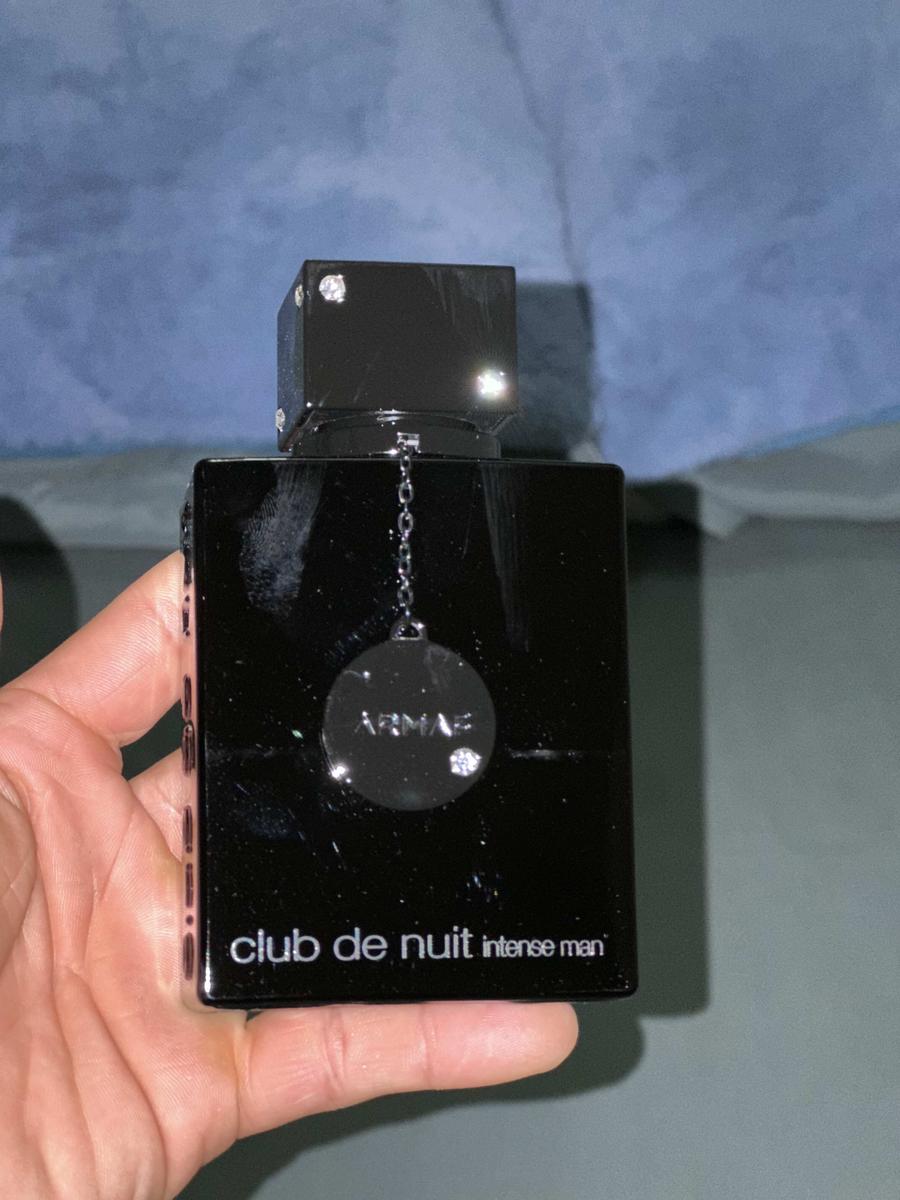 ARMAF
club de nuit intense man